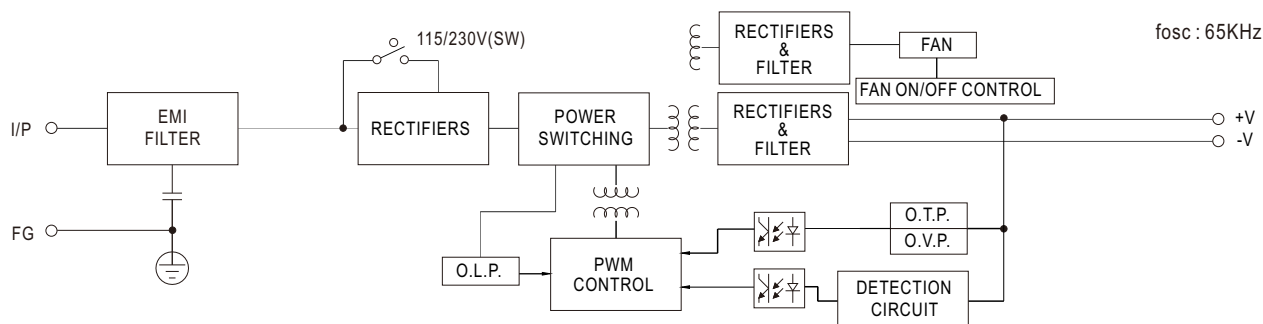 115/230V(SW)
RECTIFIERS
&
FILTER
FAN
fosc : 65KHz
FAN ON/OFF CONTROL
I/P
EMI
FILTER
RECTIFIERS
POWER
SWITCHING
RECTIFIERS
&
FILTER
+V
-V
FG
O.T.P.
O.V.P.
O.L.P.
PWM
CONTROL
DETECTION
CIRCUIT